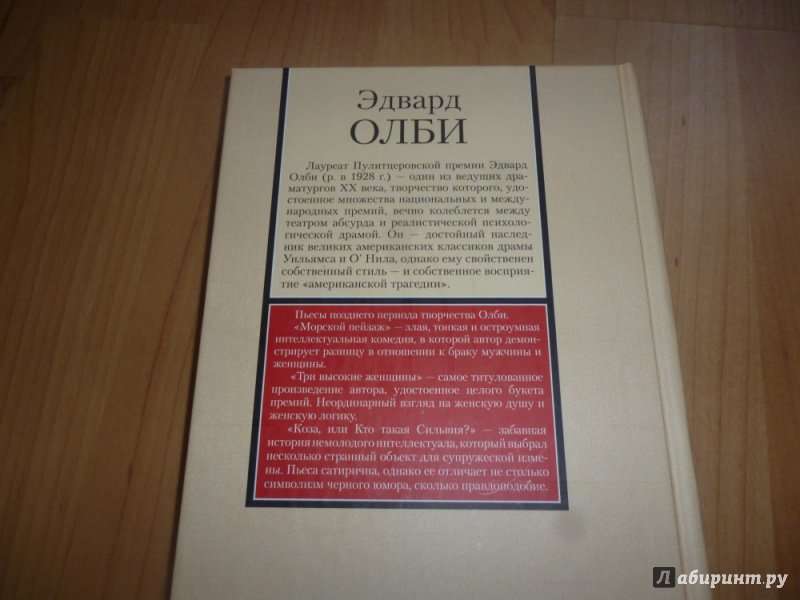 Эдвард
ОЛБИ
Лауреат Пулитцеровской премии Эдвард
Олби (р. в 1928 г.) — один из ведущих дра-
матургов XX века, творчество которого, удо-
стоенное множества национальных и между-
народных премий, вечно колеблется между
театром абсурда и реалистической психоло-
гической драмой. Он — достойный наслед-
ник великих американских классиков драмы
Уильямса и О' Нила, однако ему свойственен
собственный стиль — и собственное восприя-
тие «американской трагедии».
Пьесы позднего периода творчества Олби.
«Морской пейзаж» — злая, тонкая и остроумная
интеллектуальная комедия, в которой автор демон-
стрирует разницу в отношении к браку мужчины и
женщины.
«Три высокие женщины» — самое титулованное
произведение автора, удостоенное целого букета
премий. Неординарный взгляд на женскую душу и
женскую логику.
«Коза, или Кто такая Сильвия?» — забавная
история немолодого интеллектуала, который выбрал
несколько странный объект для супружеской изме-
ны. Пьеса сатирична, однако ее отличает не столько
символизм черного юмора, сколько правдоподобие.
Лабиринт.ру